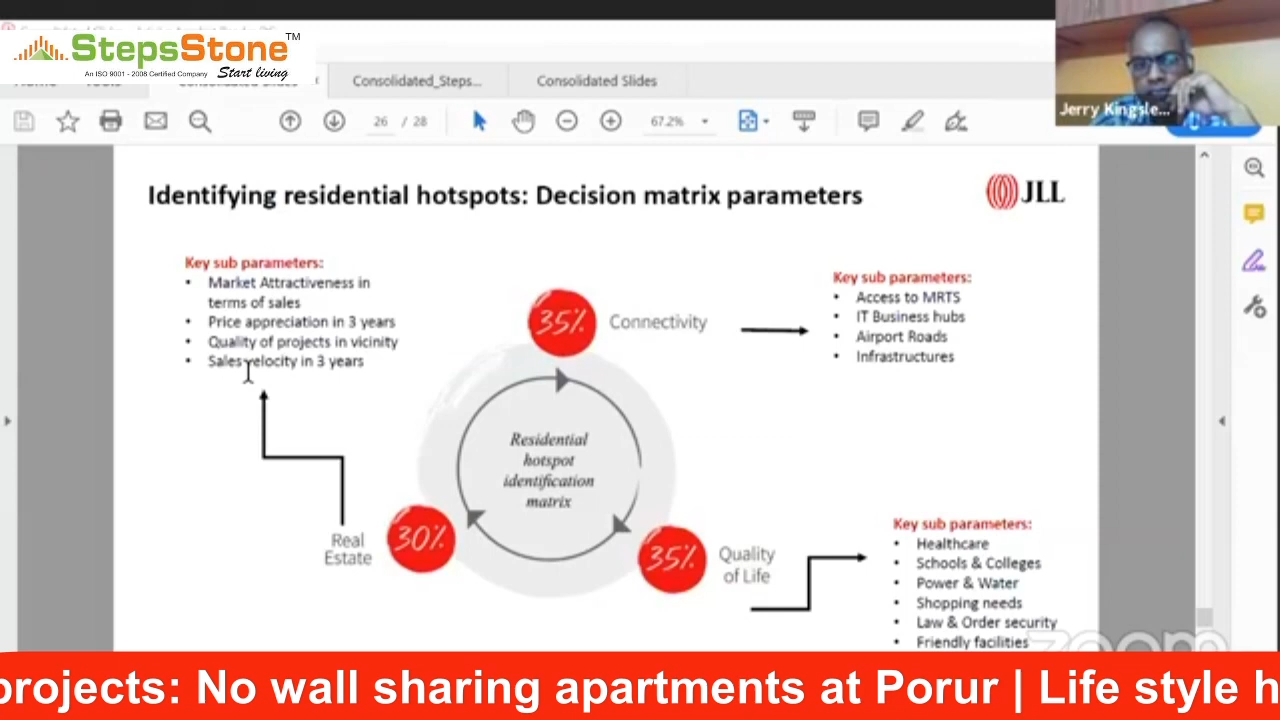 StepsStone™
An ISO 9001 - 2008 Certified Company Start living
Consolidated_Steps...
Consolidated Slides
26 / 28
67.2%
Jerry Kingsle...
Identifying residential hotspots: Decision matrix parameters
JLL
Key sub parameters:
• Market Attractiveness in
terms of sales
• Price appreciation in 3 years
• Quality of projects in vicinity
• Sales velocity in 3 years
35%
Connectivity
Key sub parameters:
• Access to MRTS
• IT Business hubs
• Airport Roads
• Infrastructures
Residential
hotspot
identification
matrix
30%
Real
Estate
35%
Quality
of Life
Key sub parameters:
• Healthcare
• Schools & Colleges
• Power & Water
• Shopping needs
• Law & Order security
• Friendly facilities
zoom
projects: No wall sharing apartments at Porur | Life style h